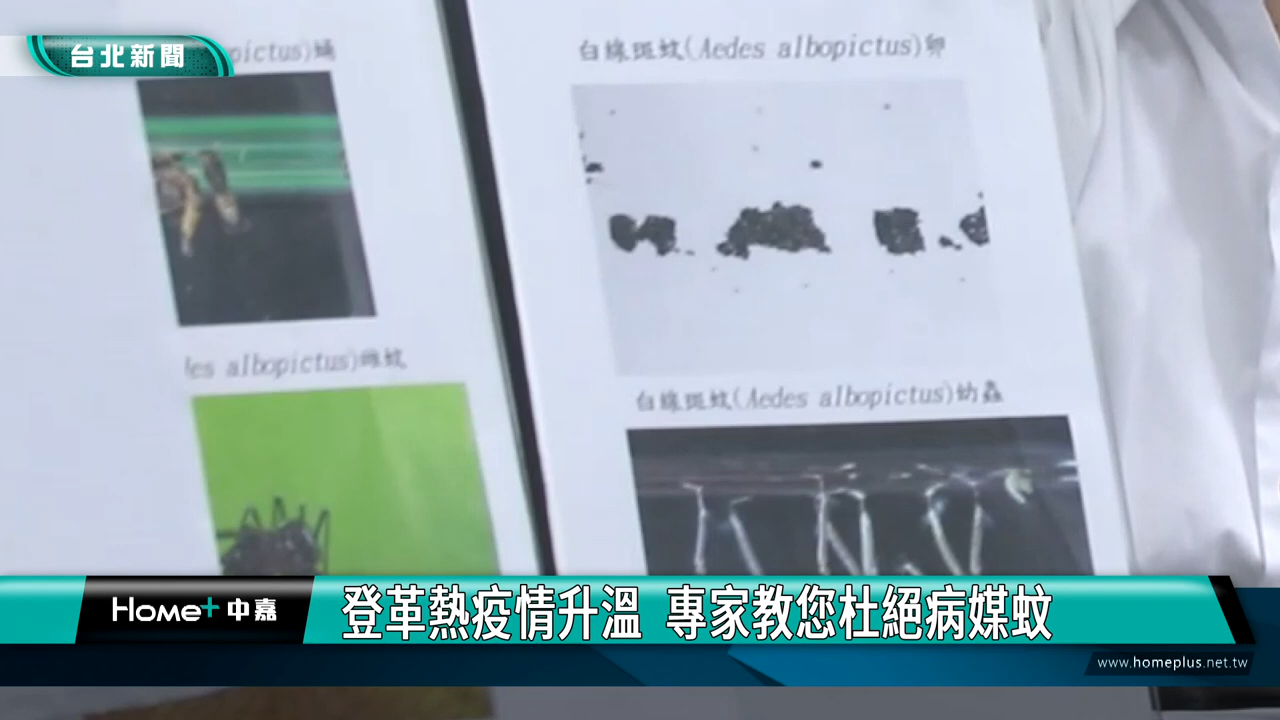 台北新聞
pictus)蛹
白線斑蚊(Aedes albopictus)卵
des albopictus)雌蚊
白線斑蚊(Aedes albopictus)幼蟲
Home+中嘉
登革熱疫情升溫 專家教您杜絕病媒蚊
www.homeplus.net.tw